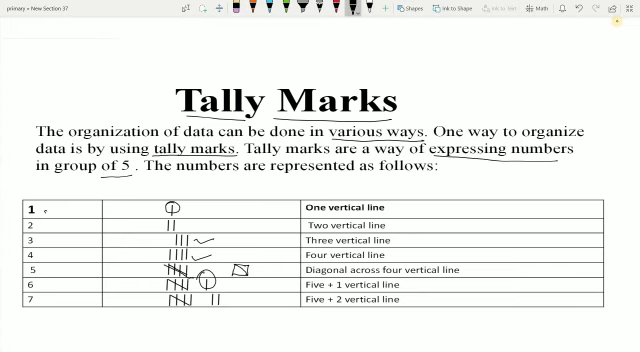 primary » New Section 37
Shapes Ink to Shape Ink to Text Math
Tally Marks
The organization of data can be done in various ways. One way to organize
data is by using tally marks. Tally marks are a way of expressing numbers
in group of 5 . The numbers are represented as follows:
1 One vertical line
2 Two vertical line
3 Three vertical line
4 Four vertical line
5 Diagonal across four vertical line
6 Five + 1 vertical line
7 Five + 2 vertical line